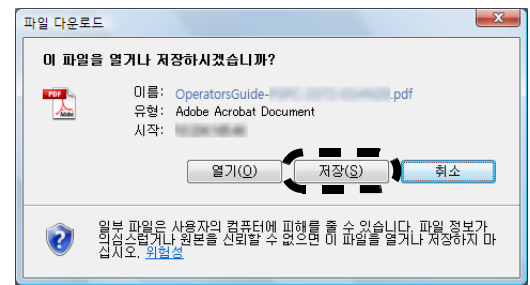 파일 다운로드
이 파일을 열거나 저장하시겠습니까?
PDF
Adobe
이름: OperatorsGuide- .pdf
유형: Adobe Acrobat Document
시작:
열기(O) 저장(S) 취소
일부 파일은 사용자의 컴퓨터에 피해를 줄 수 있습니다. 파일 정보가
의심스럽거나 원본을 신뢰할 수 없으면 이 파일을 열거나 저장하지 마
십시오. 위험성